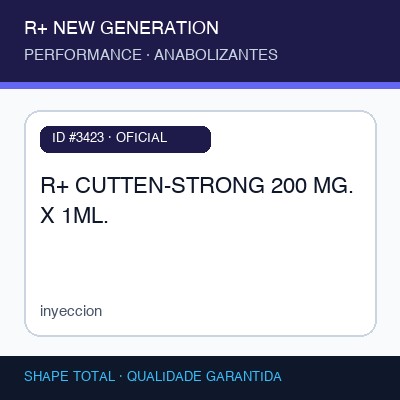 R+ NEW GENERATION
PERFORMANCE · ANABOLIZANTES
ID #3423 · OFICIAL
R+ CUTTEN-STRONG 200 MG.
X 1ML.
inyeccion
SHAPE TOTAL · QUALIDADE GARANTIDA